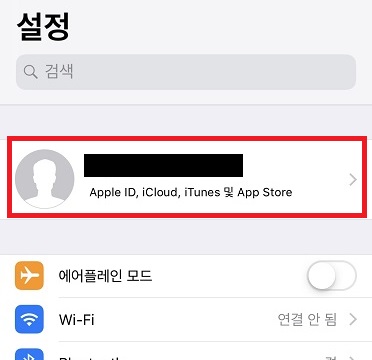 설정
검색
Apple ID, iCloud, iTunes 및 App Store
에어플레인 모드
Wi-Fi 연결 안 됨